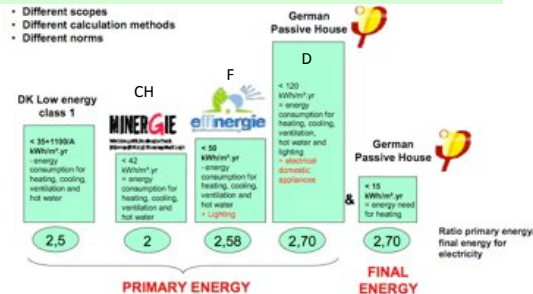 • Different scopes
• Different calculation methods
• Different norms
German
Passive House
DK Low energy
class 1
CH
F
D
MINERGIE
effinergie
< 35+1100/A
kWh/m².yr
- energy
consumption for
heating, cooling,
ventilation and
hot water
< 42
kWh/m².yr
= energy
consumption for
heating, cooling,
ventilation and
hot water
< 50
kWh/m².yr
= energy
consumption for
heating, cooling,
ventilation and
hot water
+ Lighting
< 120
kWh/m².yr
= energy
consumption for
heating, cooling,
ventilation,
hot water and
lighting
+ electrical
domestic
appliances
German
Passive House
&
< 15
kWh/m².yr
= energy need
for heating
2,5
2
2,58
2,70
2,70
Ratio primary energy/
final energy for
electricity
PRIMARY ENERGY
FINAL
ENERGY